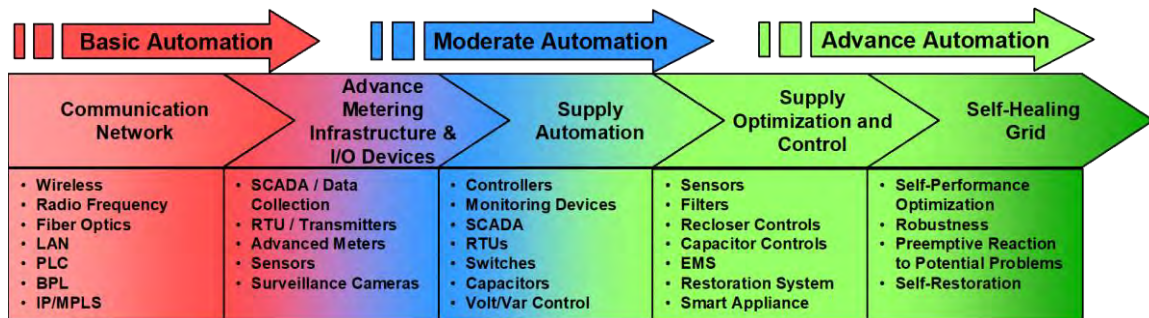 Basic Automation
Moderate Automation
Advance Automation
Communication
Network
Advance
Metering
Infrastructure &
I/O Devices
Supply
Automation
Supply
Optimization and
Control
Self-Healing
Grid
• Wireless
• Radio Frequency
• Fiber Optics
• LAN
• PLC
• BPL
• IP/MPLS
• SCADA / Data
Collection
• RTU / Transmitters
• Advanced Meters
• Sensors
• Surveillance Cameras
• Controllers
• Monitoring Devices
• SCADA
• RTUs
• Switches
• Capacitors
• Volt/Var Control
• Sensors
• Filters
• Recloser Controls
• Capacitor Controls
• EMS
• Restoration System
• Smart Appliance
• Self-Performance
Optimization
• Robustness
• Preemptive Reaction
to Potential Problems
• Self-Restoration